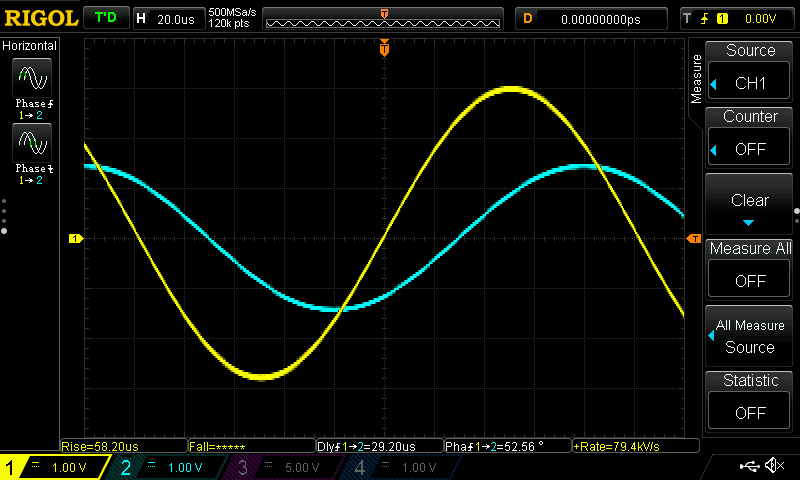 RIGOL T'D H 20.0us 500MSa/s D 0.00000000ps T 1 0.00V
120k pts
Horizontal
Phase
1→2
Phase
1→2
Measure
Source
CH1
Counter
OFF
Clear
Measure All
OFF
All Measure
Source
Statistic
OFF
T
1
T
Rise=58.20us Fall=***** Dly1→2=29.20us Pha1→2=52.56 ° +Rate=79.4kV/s
1 1.00 V 2 1.00 V 3 5.00 V 4 1.00 V